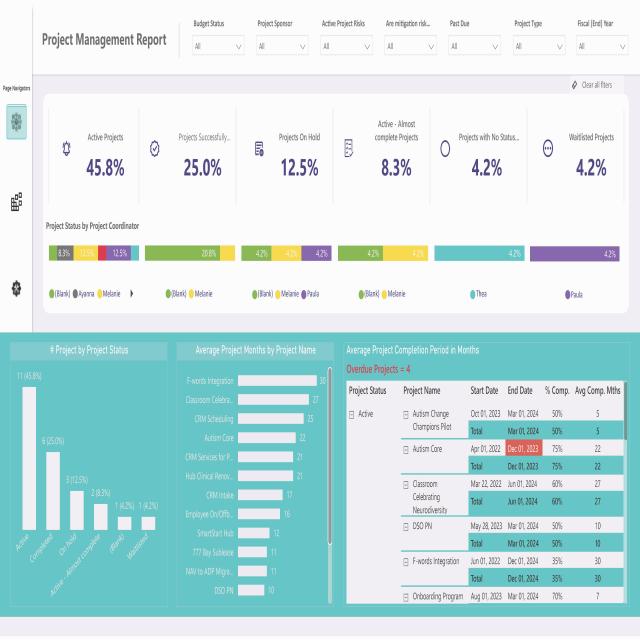 Project Management Report
Budget Status
Project Sponsor
Active Project Risks
Are mitigation risk...
Past Due
Project Type
Fiscal [End] Year
All
All
All
All
All
All
All
Clear all filters
Page Navigators
Active Projects
45.8%
Projects Successfully...
25.0%
Projects On Hold
12.5%
Active - Almost
complete Projects
8.3%
Projects with No Status...
4.2%
Waitlisted Projects
4.2%
Project Status by Project Coordinator
8.3% 12.5% 12.5%
20.8%
4.2% 4.2% 4.2%
4.2% 4.2%
4.2%
4.2%
(Blank) Ayanna Melanie
(Blank) Melanie
(Blank) Melanie Paula
(Blank) Melanie
Thea
Paula
# Project by Project Status
11 (45.8%)
6 (25.0%)
3 (12.5%)
2 (8.3%)
1 (4.2%)
1 (4.2%)
Active
Completed
On hold
Active - Almost complete
(Blank)
Waitlisted
Average Project Months by Project Name
F-words Integration 30
Classroom Celebra... 27
CRM Scheduling 25
Autism Core 22
CRM Services for P... 21
Hub Clinical Renov... 21
CRM Intake 17
Employee On/Offb... 16
SmartStart Hub 12
777 Bay Sublease 11
NAV to ADP Migra... 11
DSO PN 10
Average Project Completion Period in Months
Overdue Projects = 4
Project Status Project Name Start Date End Date % Comp. Avg Comp. Mths
Active Autism Change Oct 01, 2023 Mar 01, 2024 50% 5
Champions Pilot Total Mar 01, 2024 50% 5
Autism Core Apr 01, 2022 Dec 01, 2023 75% 22
Total Dec 01, 2023 75% 22
Classroom Mar 22, 2022 Jun 01, 2024 60% 27
Celebrating Total Jun 01, 2024 60% 27
Neurodiversity
DSO PN May 28, 2023 Mar 01, 2024 50% 10
Total Mar 01, 2024 50% 10
F-words Integration Jun 01, 2022 Dec 01, 2024 35% 30
Total Dec 01, 2024 35% 30
Onboarding Program Aug 01, 2023 Mar 01, 2024 70% 7